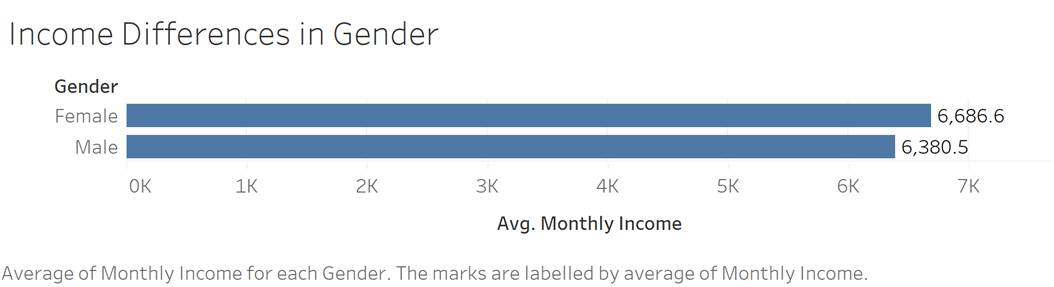 Income Differences in Gender
Gender
Female 6,686.6
Male 6,380.5
0K 1K 2K 3K 4K 5K 6K 7K
Avg. Monthly Income
Average of Monthly Income for each Gender. The marks are labelled by average of Monthly Income.